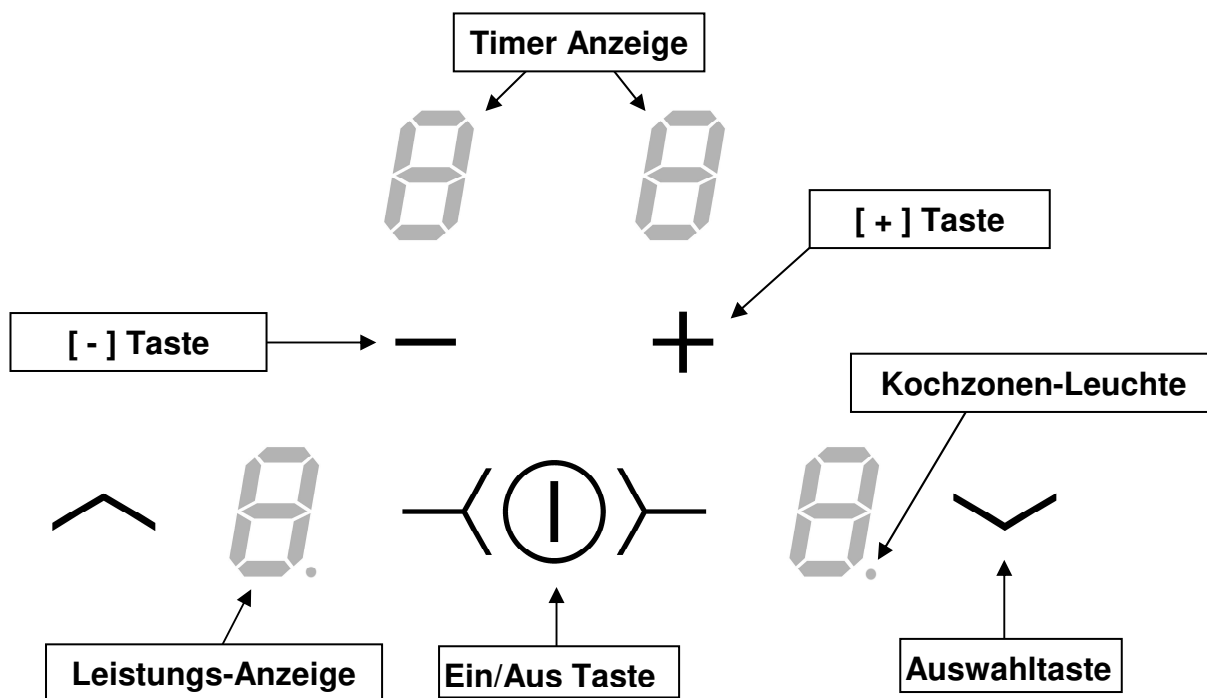 Timer Anzeige
[ + ] Taste
[ - ] Taste
Kochzonen-Leuchte
Leistungs-Anzeige
Ein/Aus Taste
Auswahltaste